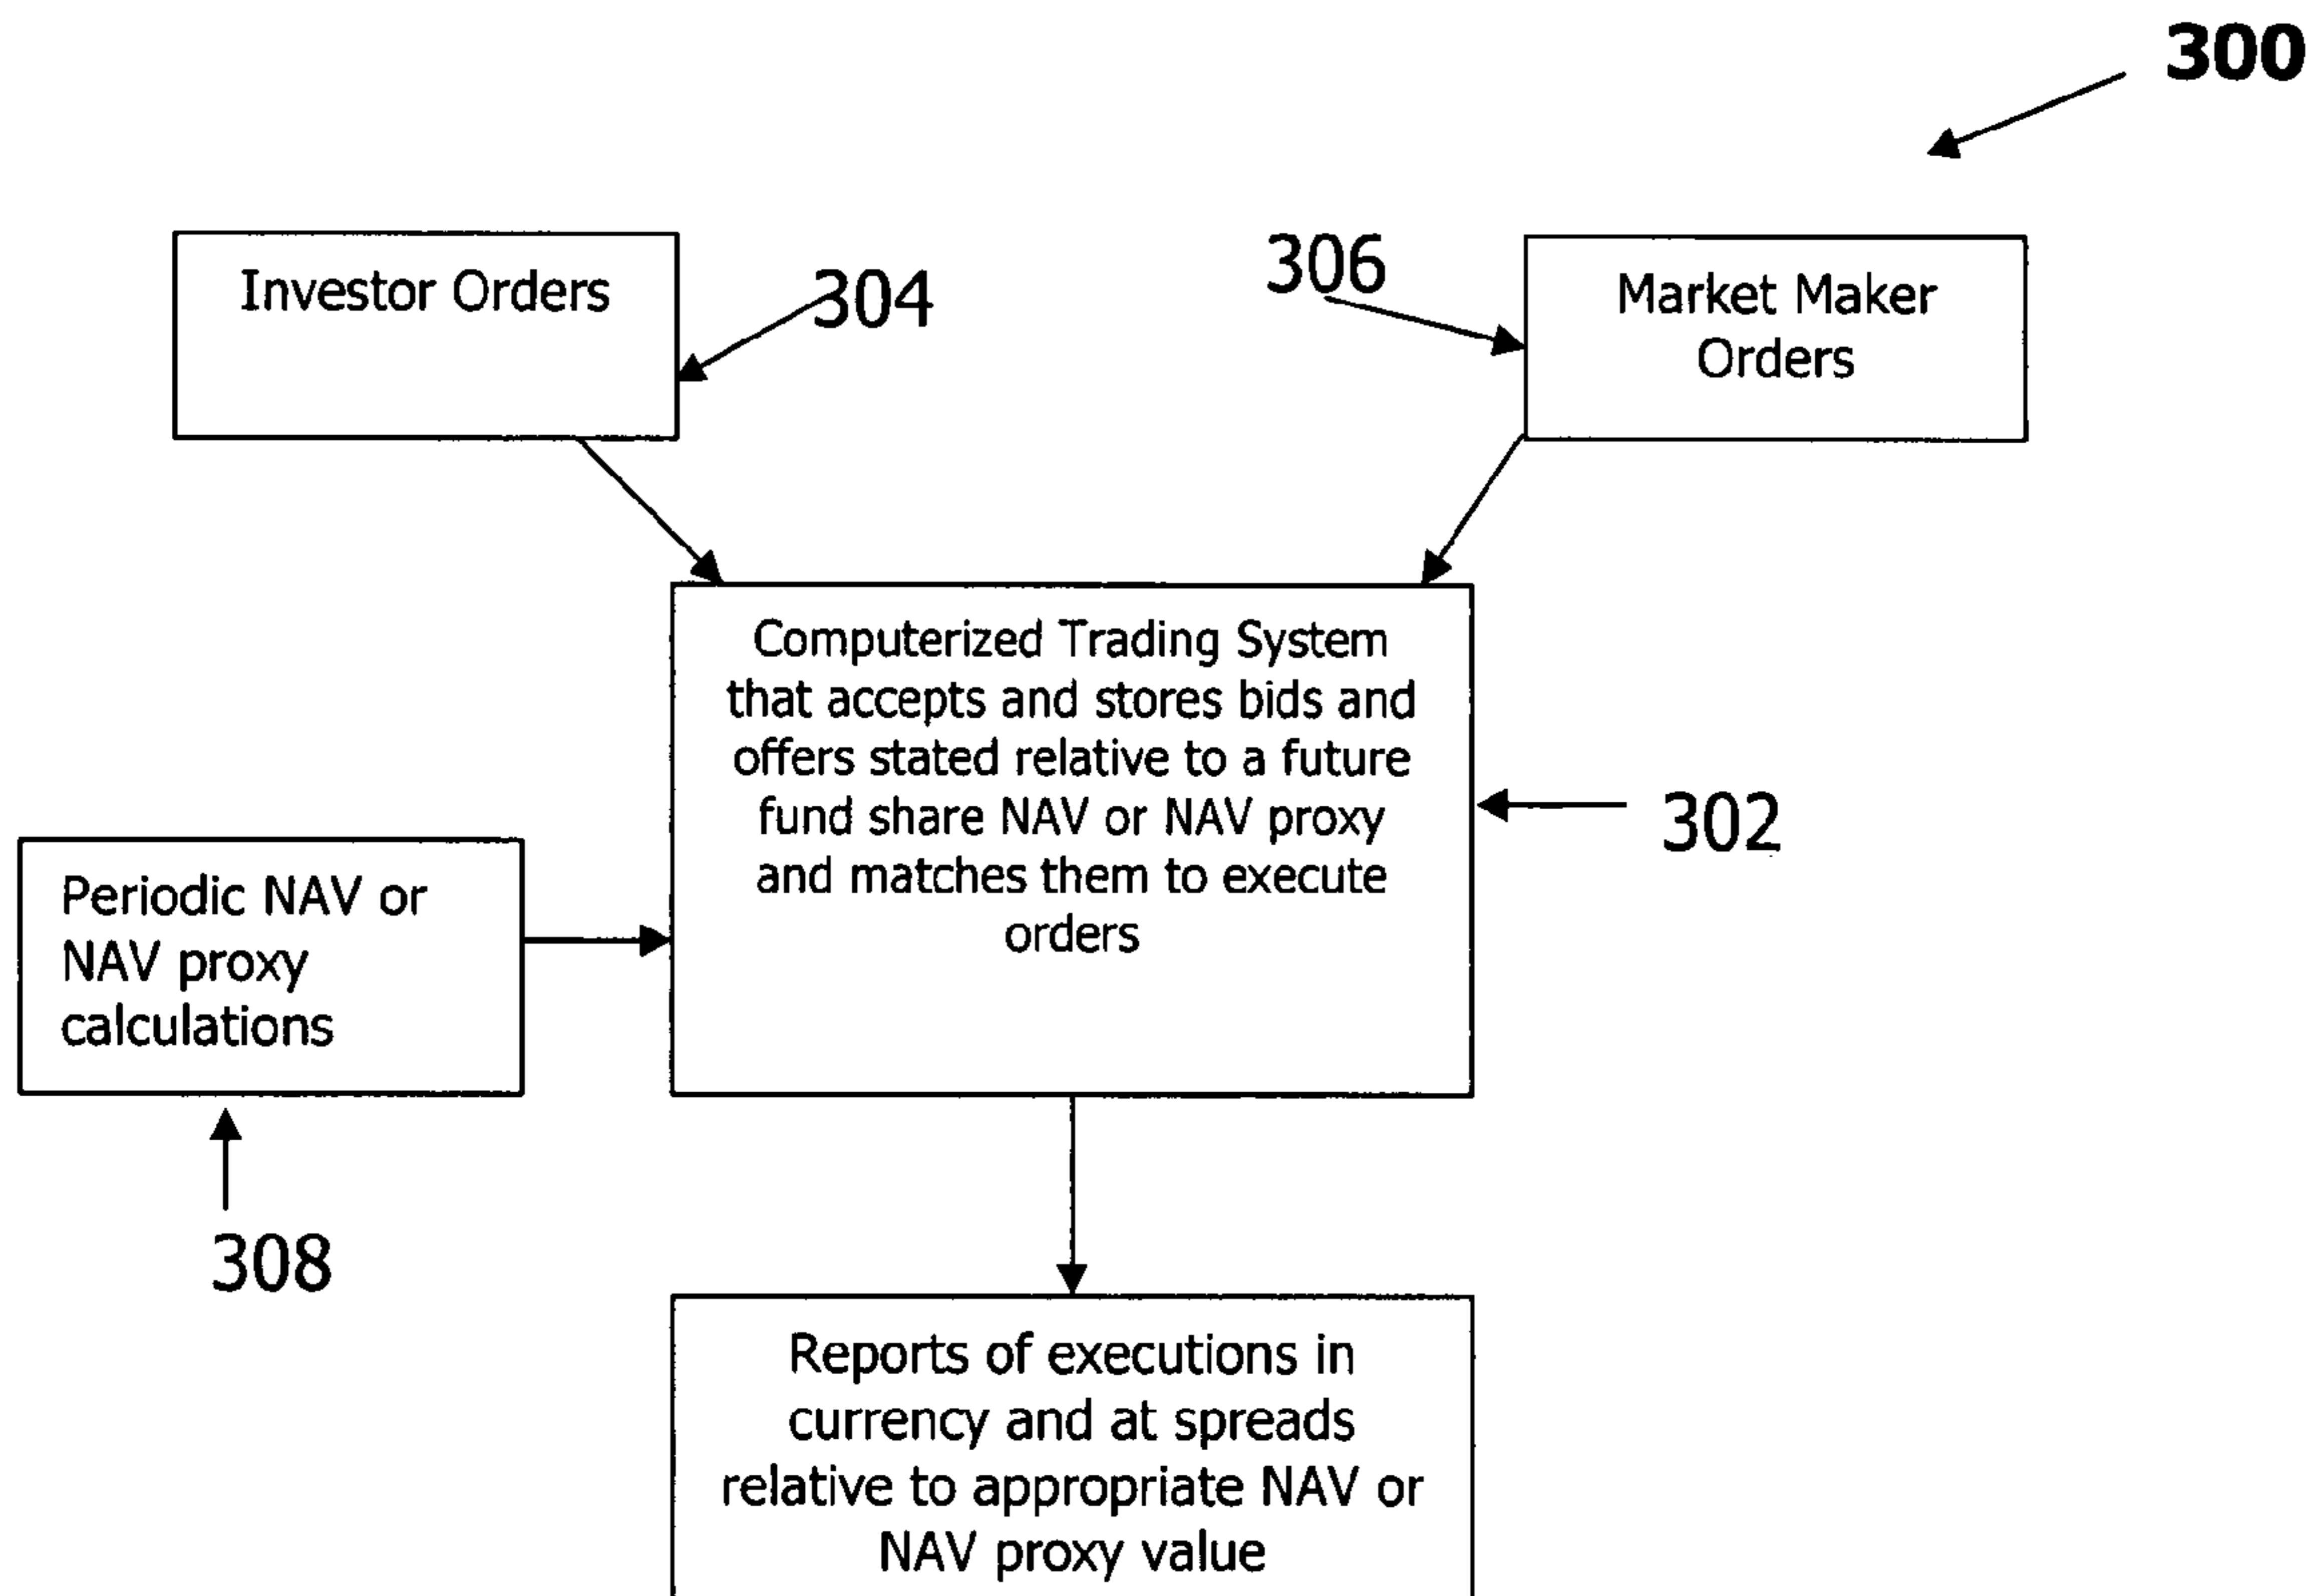 300
Investor Orders
304
306
Market Maker
Orders
Computerized Trading System
that accepts and stores bids and
offers stated relative to a future
fund share NAV or NAV proxy
and matches them to execute
orders
302
Periodic NAV or
NAV proxy
calculations
308
Reports of executions in
currency and at spreads
relative to appropriate NAV or
NAV proxy value